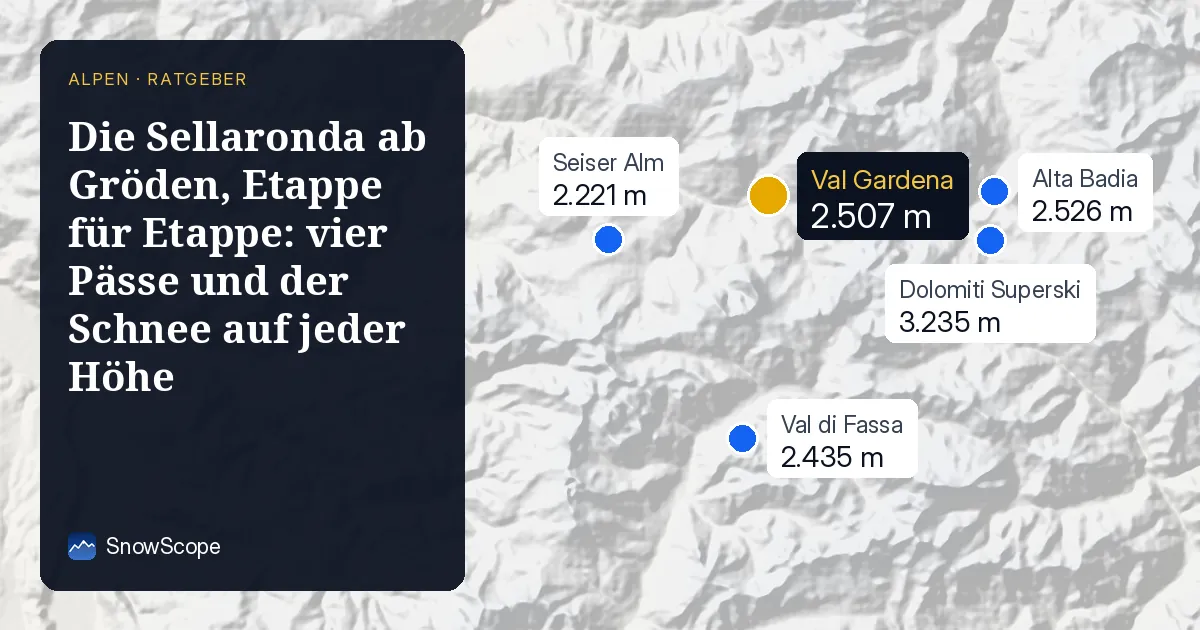 ALPEN · RATGEBER
Die Sellaronda ab
Gröden, Etappe
für Etappe: vier
Pässe und der
Schnee auf jeder
Höhe
SnowScope
Seiser Alm
2.221 m
Val Gardena
2.507 m
Alta Badia
2.526 m
Dolomiti Superski
3.235 m
Val di Fassa
2.435 m